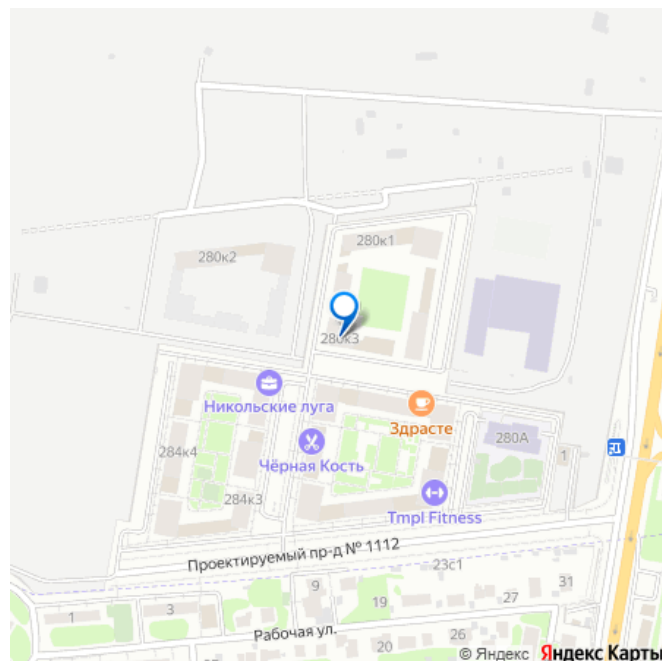 280к1
280к2
280к3
Никольские луга
Здрасте
284к4
280А
1
Чёрная Кость
284к3
Tmpl Fitness
Проектируемый пр-д № 1112
23с1
9
31
1
3
19
27
Рабочая ул.
26
20
© Яндекс Яндекс Карты